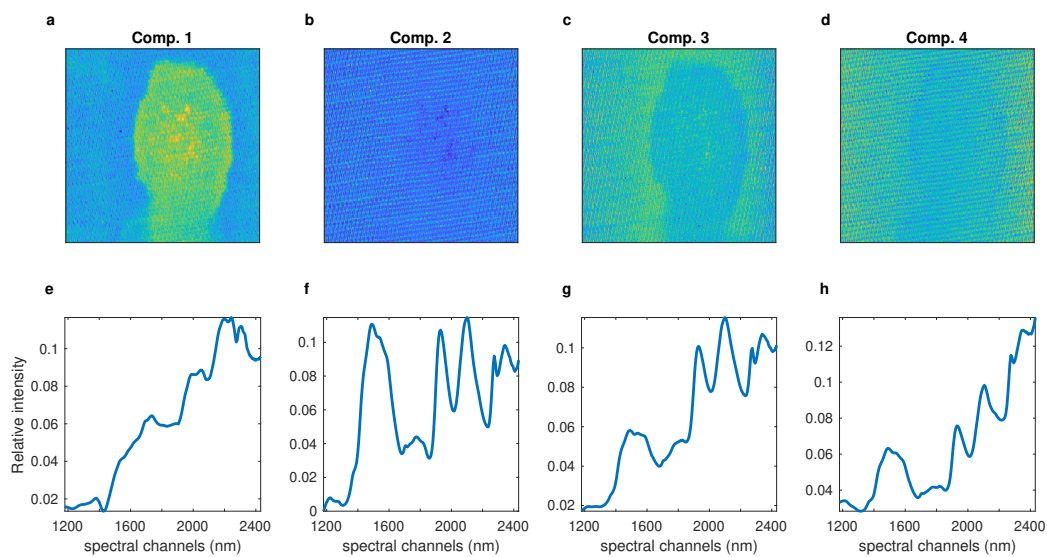 a b c d
Comp. 1 Comp. 2 Comp. 3 Comp. 4
e f g h
Relative intensity
0.1
0.08
0.06
0.04
0.02
1200 1600 2000 2400
spectral channels (nm)
0.1
0.08
0.06
0.04
0.02
0
1200 1600 2000 2400
spectral channels (nm)
0.1
0.08
0.06
0.04
0.02
1200 1600 2000 2400
spectral channels (nm)
0.12
0.1
0.08
0.06
0.04
1200 1600 2000 2400
spectral channels (nm)